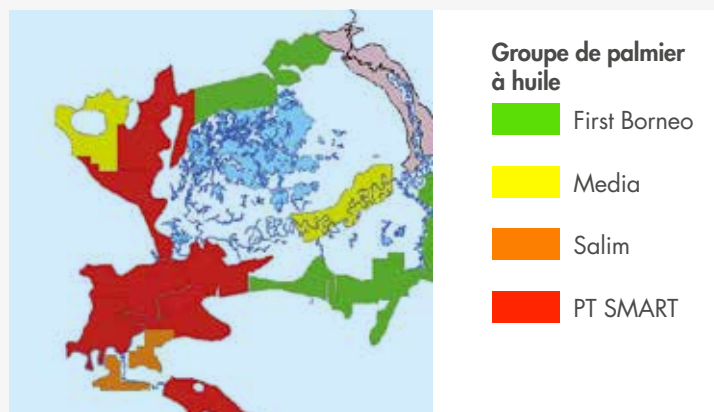 Groupe de palmier
à huile
First Borneo
Media
Salim
PT SMART